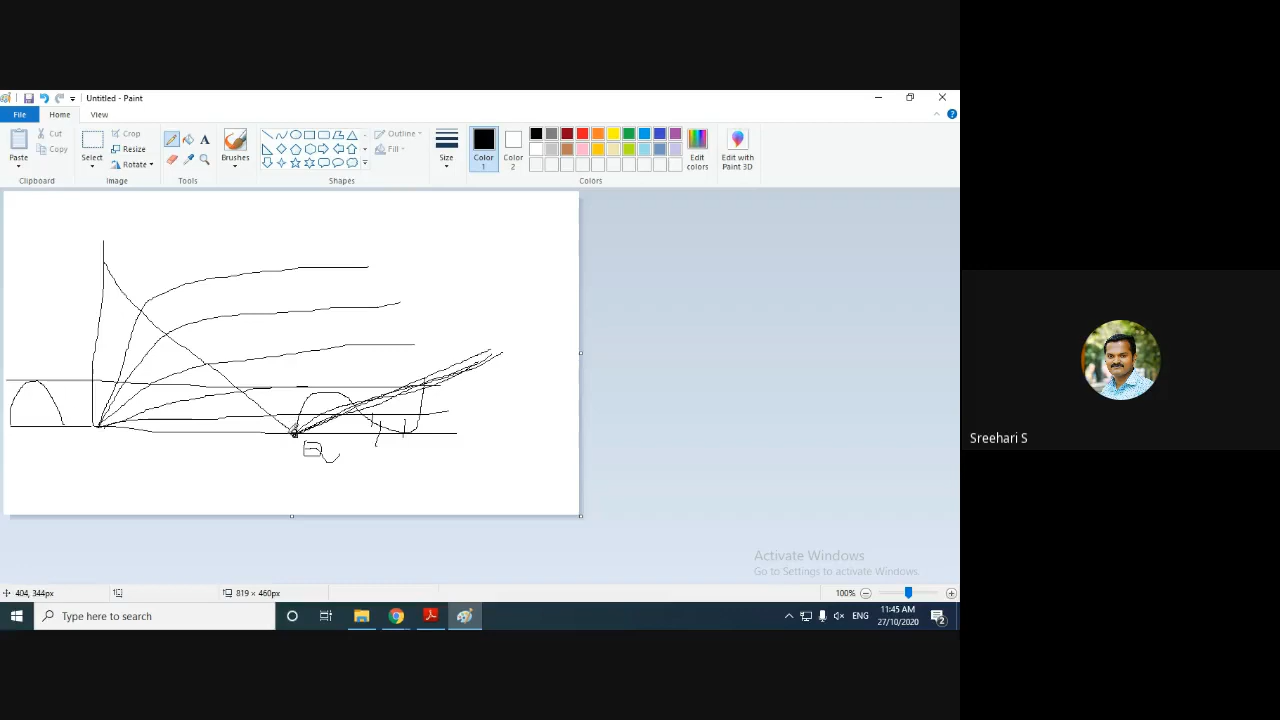 Untitled - Paint
File Home View
Paste
Cut
Copy
Clipboard
Select
Crop
Resize
Rotate
Image
Tools
Brushes
Shapes
Outline
Fill
Size
Color 1
Color 2
Colors
Edit colors
Edit with Paint 3D
Sreehari S
Activate Windows
Go to Settings to activate Windows.
404, 344px
819 × 460px
100%
Type here to search
ENG
11:45 AM
27/10/2020
2